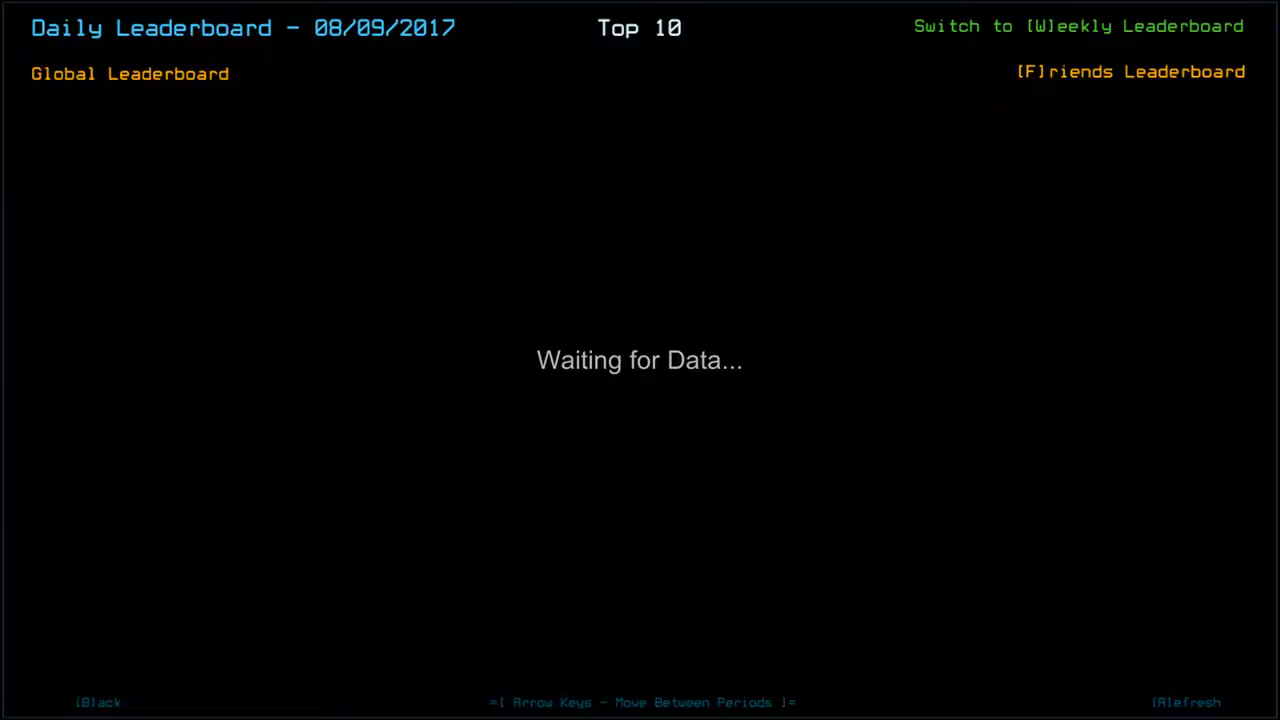 Daily Leaderboard - 08/09/2017
Top 10
Switch to [W]eekly Leaderboard
Global Leaderboard
[F]riends Leaderboard
Waiting for Data...
[B]ack
=[ Arrow Keys - Move Between Periods ]=
[R]efresh